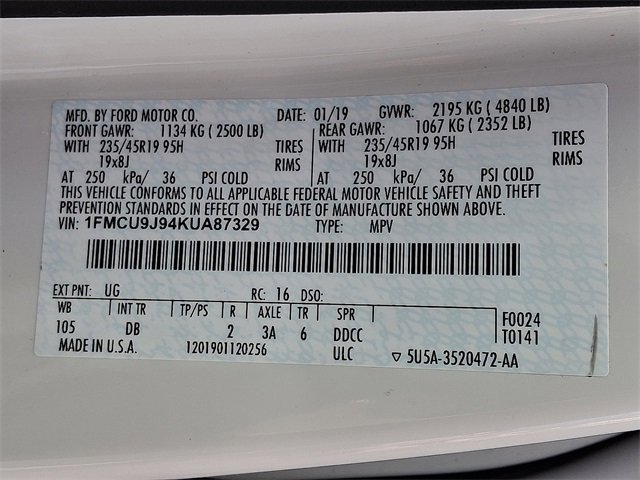 MFD. BY FORD MOTOR CO. DATE: 01/19 GVWR: 2195 KG ( 4840 LB)
FRONT GAWR: 1134 KG ( 2500 LB) REAR GAWR: 1067 KG ( 2352 LB)
WITH 235/45R19 95H TIRES WITH 235/45R19 95H TIRES
19x8J RIMS 19x8J RIMS
AT 250 kPa/ 36 PSI COLD AT 250 kPa/ 36 PSI COLD
THIS VEHICLE CONFORMS TO ALL APPLICABLE FEDERAL MOTOR VEHICLE SAFETY AND THEFT
PREVENTION STANDARDS IN EFFECT ON THE DATE OF MANUFACTURE SHOWN ABOVE.
VIN: 1FMCU9J94KUA87329 TYPE: MPV
EXT PNT: UG RC: 16 DSO:
WB INT TR TP/PS R AXLE TR SPR F0024
105 DB 2 3A 6 DDCC T0141
MADE IN U.S.A. 1201901120256 ULC ▽ 5U5A-3520472-AA